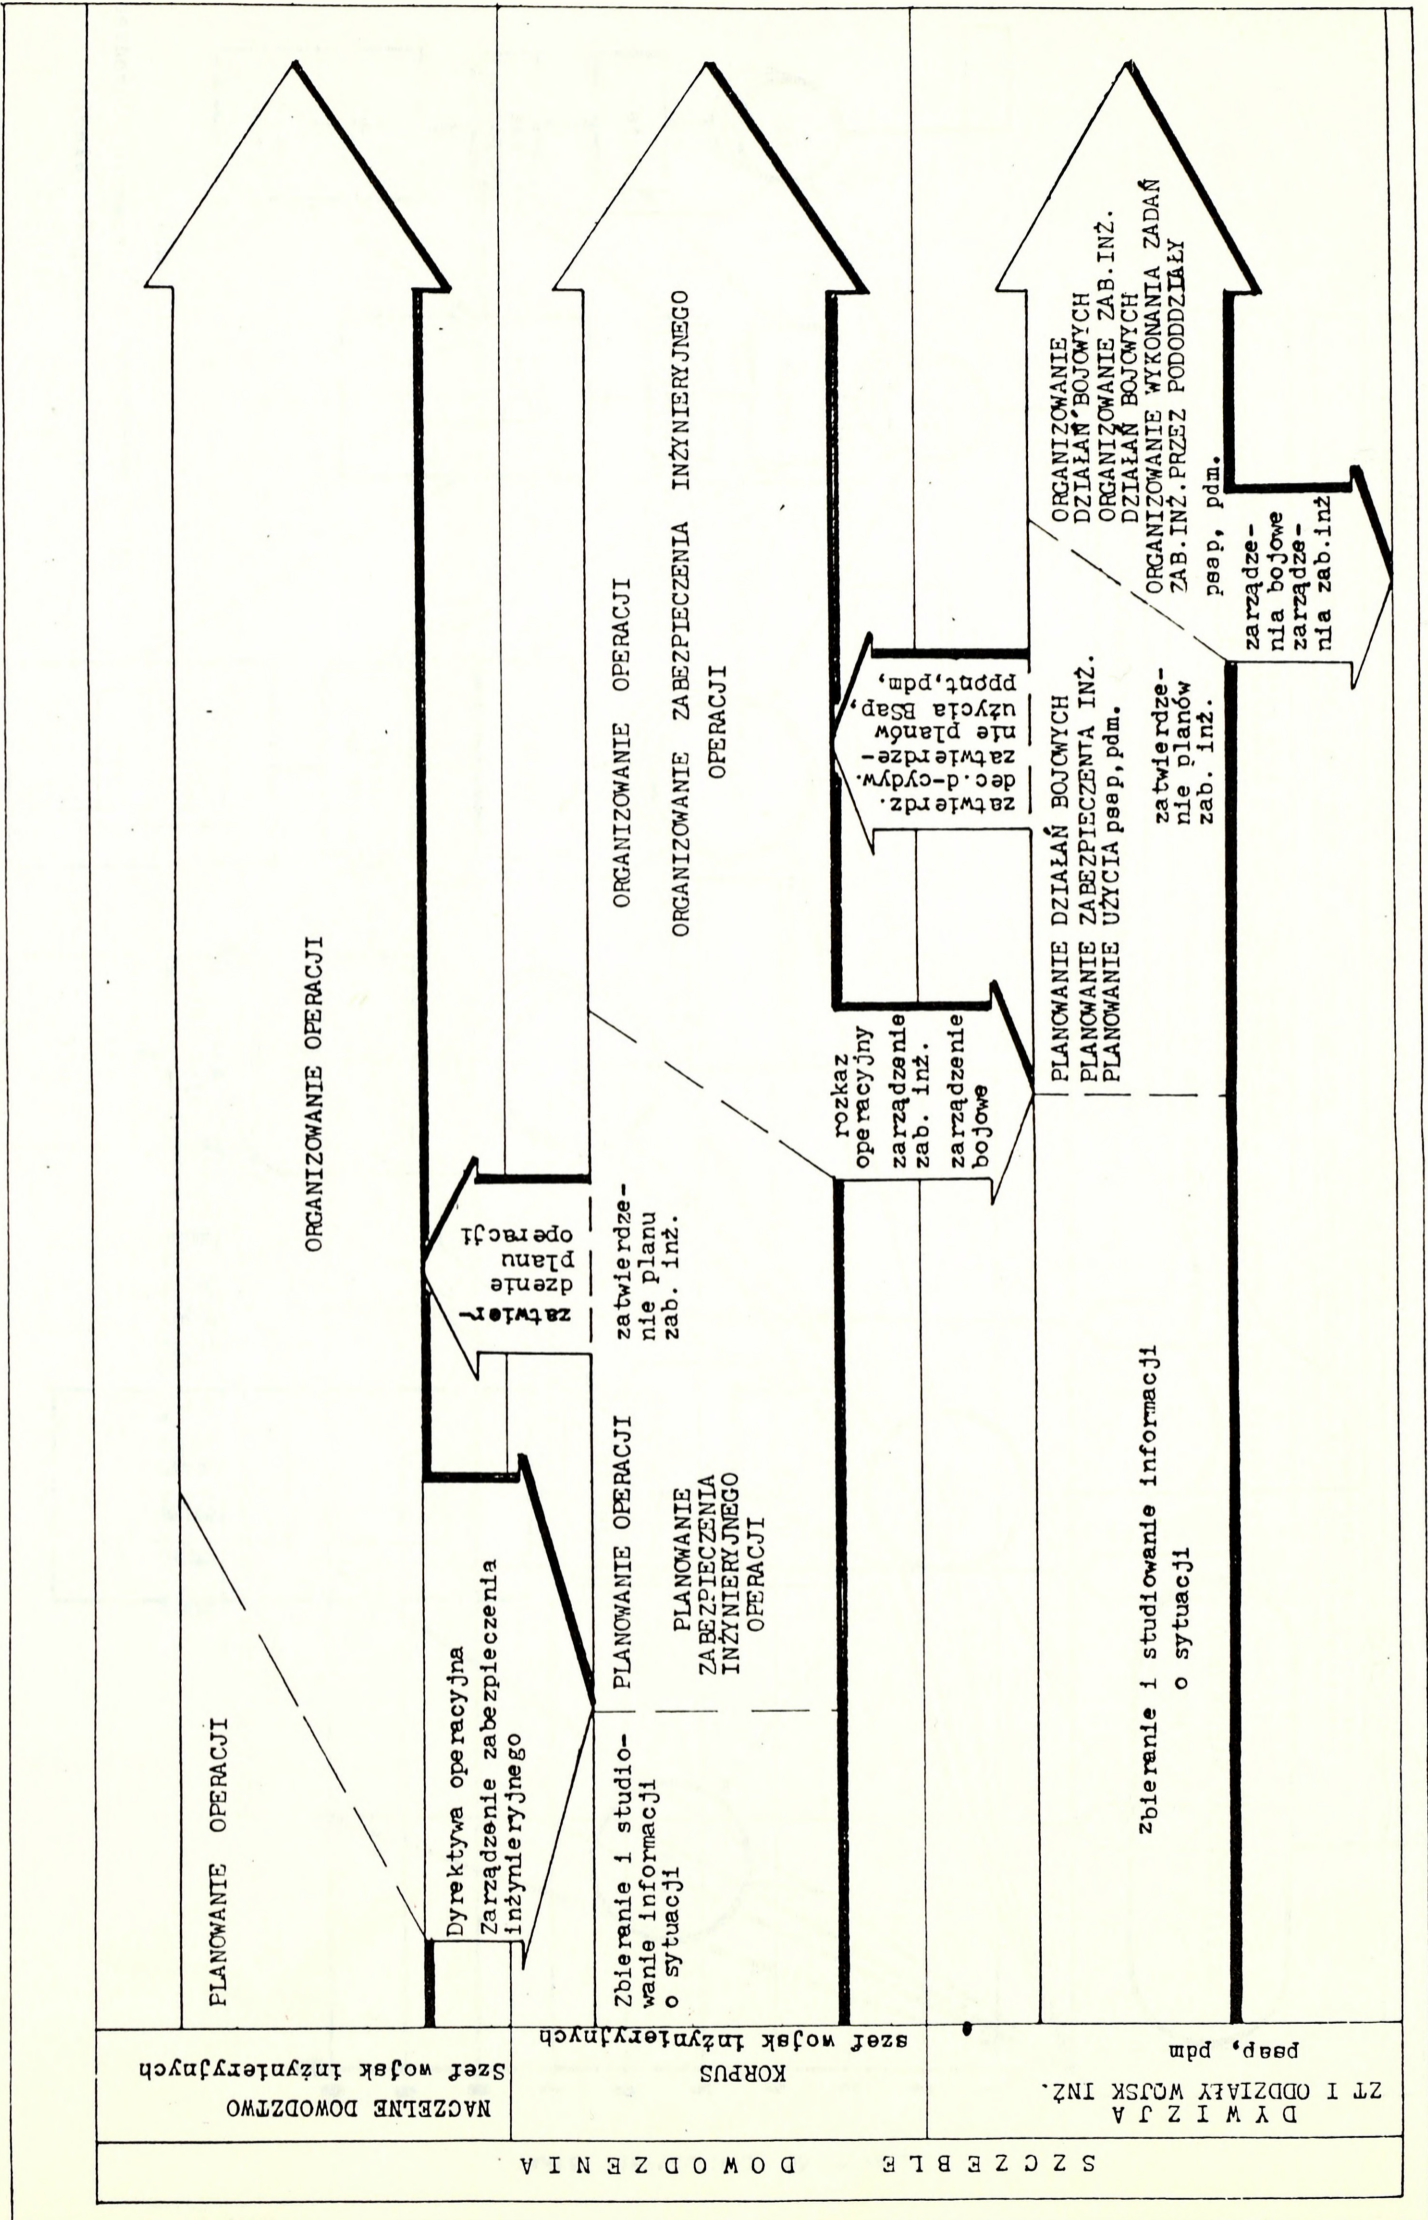 SZCZEBLE DOWODZENIA
NACZELNE DOWODZTWO
Szef wojsk inżynieryjnych
PLANOWANIE OPERACJI
ORGANIZOWANIE OPERACJI
Dyrektywa operacyjna
Zarządzenie zabezpieczenia
inżynieryjnego
zatwier-
dzenie
planu
operacji
KORPUS
szef wojsk inżynieryjnych
Zbieranie i studio-
wanie informacji
o sytuacji
PLANOWANIE OPERACJI
PLANOWANIE
ZABEZPIECZENIA
INŻYNIERYJNEGO
OPERACJI
zatwierdze-
nie planu
zab. inż.
ORGANIZOWANIE OPERACJI
ORGANIZOWANIE ZABEZPIECZENIA INŻYNIERYJNEGO
OPERACJI
rozkaz
operacyjny
zarządzenie
zab. inż.
zarządzenie
bojowe
zatwierdz.
dec.d-cydyw.
zatwierdze-
nie planów
użycia BSap,
ppont,pdm,
DYWIZJA
ZT I ODZIAŁY WOJSK INŻ.
psap, pdm
Zbieranie i studiowanie informacji
o sytuacji
PLANOWANIE DZIAŁAŃ BOJOWYCH
PLANOWANIE ZABEZPIECZENTA INŻ.
PLANOWANIE UŻYCIA psap,pdm.
zatwierdze-
nie planów
zab. inż.
ORGANIZOWANIE
DZIAŁAŃ BOJOWYCH
ORGANIZOWANIE ZAB.INŻ.
DZIAŁAŃ BOJOWYCH
ORGANIZOWANIE WYKONANIA ZADAŃ
ZAB.INŻ.PRZEZ PODODDZIAŁY
psap, pdm.
zarządze-
nia bojowe
zarządze-
nia zab.inż